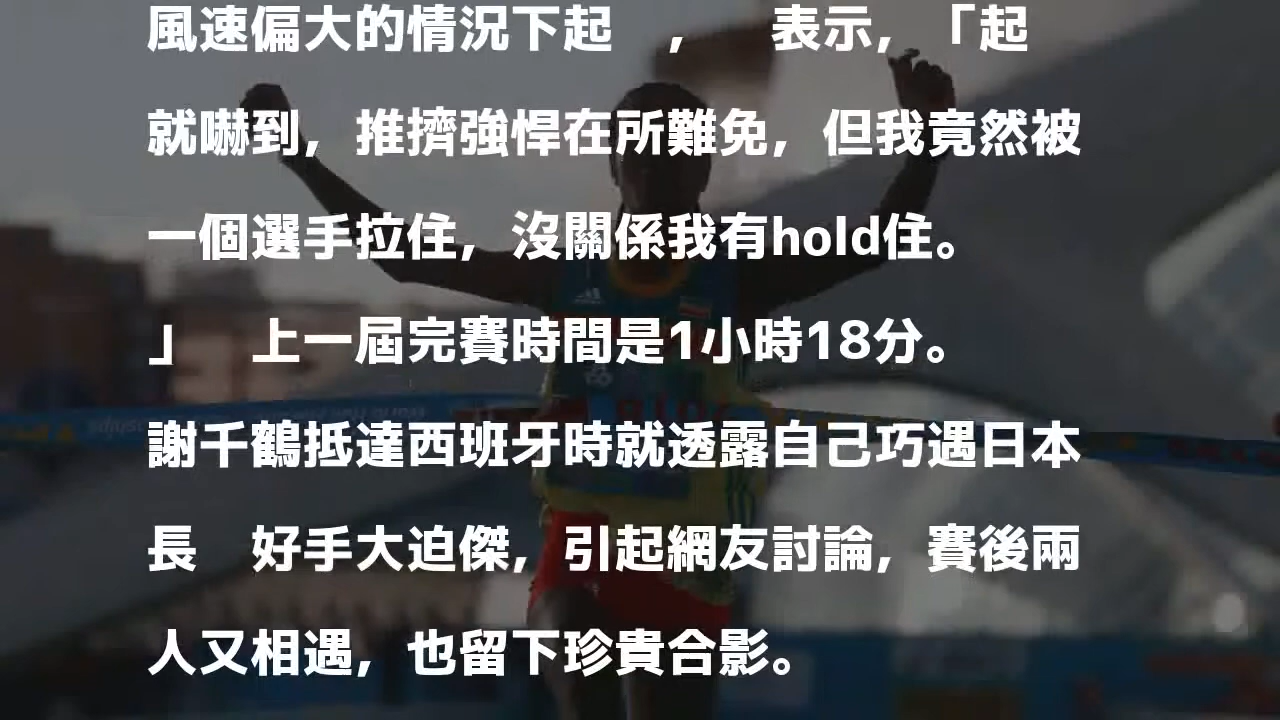 風速偏大的情況下起　，　表示，「起
就嚇到，推擠強悍在所難免，但我竟然被
一個選手拉住，沒關係我有hold住。
」　上一屆完賽時間是1小時18分。
謝千鶴抵達西班牙時就透露自己巧遇日本
長　好手大迫傑，引起網友討論，賽後兩
人又相遇，也留下珍貴合影。